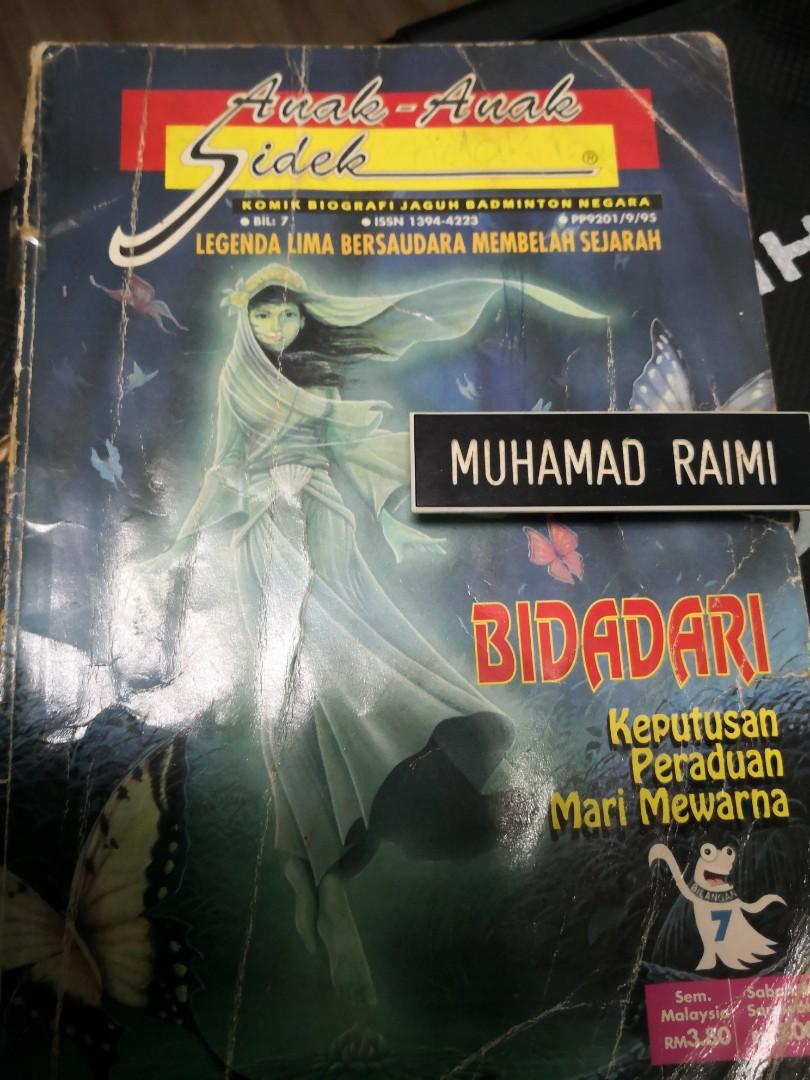 Anak-Anak
Sidek ®
KOMIK BIOGRAFI JAGUH BADMINTON NEGARA
● BIL: 7 ● ISSN 1394-4223 ● PP9201/9/95
LEGENDA LIMA BERSAUDARA MEMBELAH SEJARAH
MUHAMAD RAIMI
BIDADARI
Keputusan
Peraduan
Mari Mewarna
BILANGAN
7
Sem.
Malaysia
RM3.80